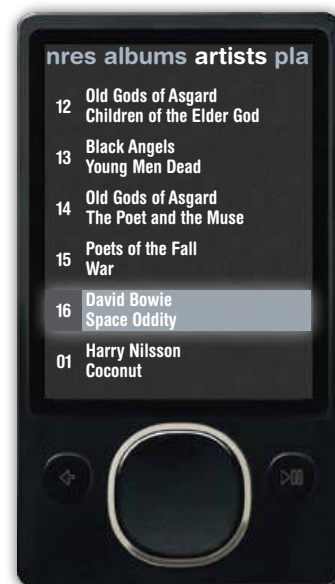 nres albums artists pla
12 Old Gods of Asgard
Children of the Elder God
13 Black Angels
Young Men Dead
14 Old Gods of Asgard
The Poet and the Muse
15 Poets of the Fall
War
16 David Bowie
Space Oddity
01 Harry Nilsson
Coconut